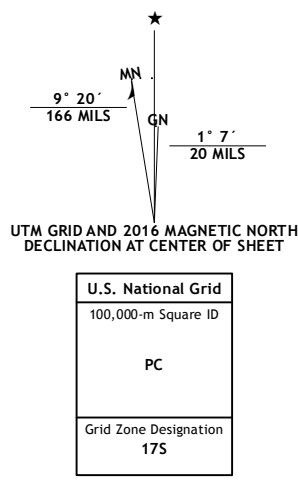 MN
9° 20´
166 MILS
GN
1° 7´
20 MILS
UTM GRID AND 2016 MAGNETIC NORTH
DECLINATION AT CENTER OF SHEET
U.S. National Grid
100,000-m Square ID
PC
Grid Zone Designation
17S